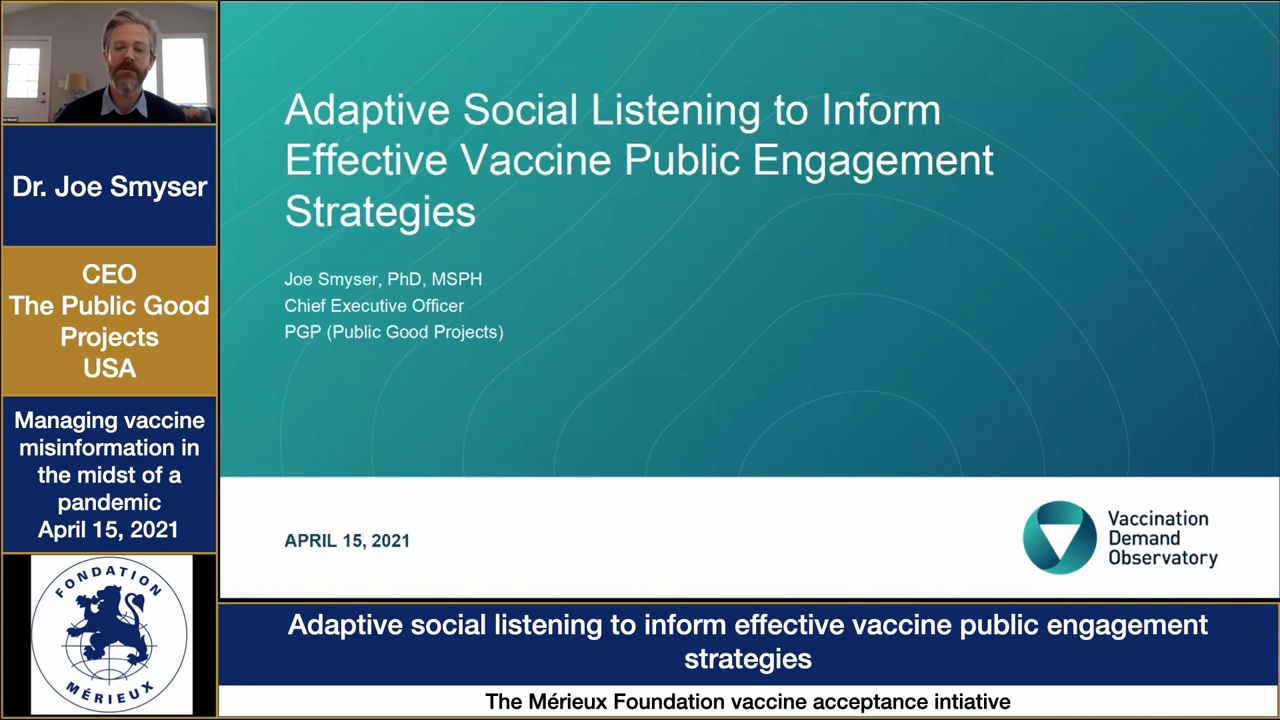 Dr. Joe Smyser
CEO
The Public Good
Projects
USA
Managing vaccine
misinformation in
the midst of a
pandemic
April 15, 2021
FONDATION
MÉRIEUX
Adaptive Social Listening to Inform
Effective Vaccine Public Engagement
Strategies
Joe Smyser, PhD, MSPH
Chief Executive Officer
PGP (Public Good Projects)
APRIL 15, 2021
Vaccination
Demand
Observatory
Adaptive social listening to inform effective vaccine public engagement
strategies
The Mérieux Foundation vaccine acceptance intiative